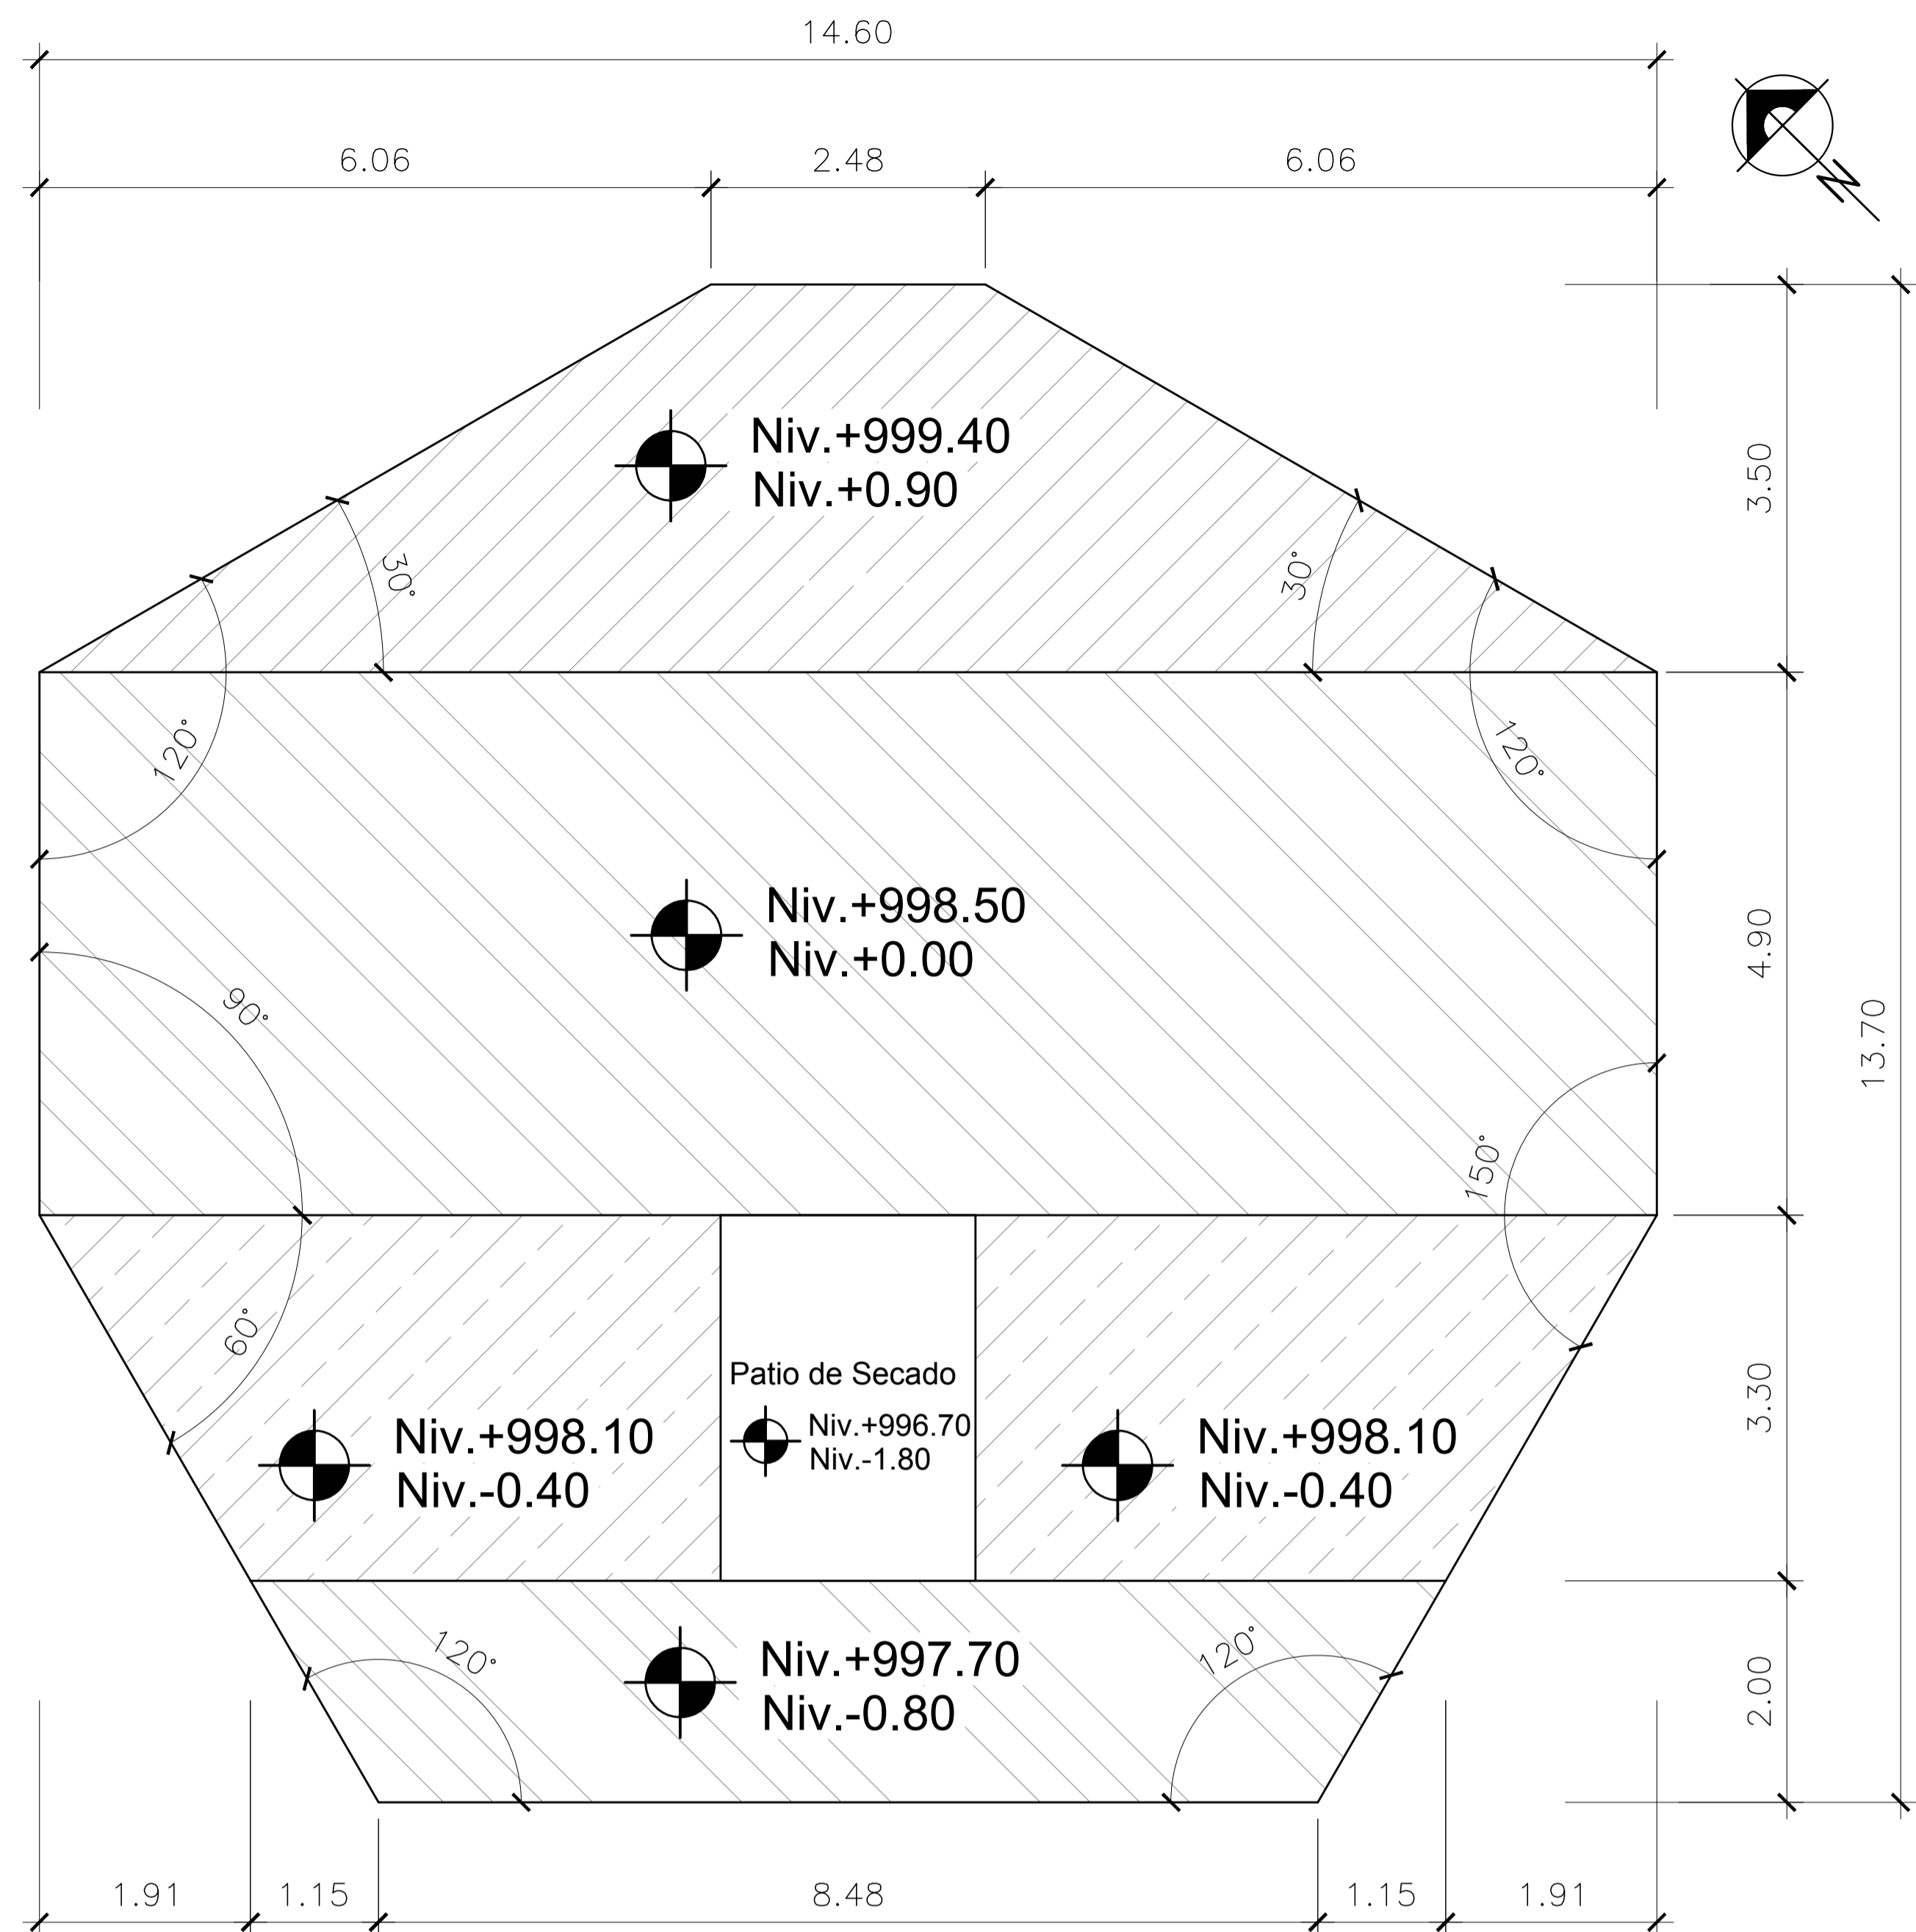 14.60
6.06
2.48
6.06
N
Niv.+999.40
Niv.+0.90
3.50
30°
30°
120°
120°
Niv.+998.50
Niv.+0.00
4.90
90°
13.70
150°
60°
Patio de Secado
Niv.+996.70
Niv.-1.80
Niv.+998.10
Niv.-0.40
Niv.+998.10
Niv.-0.40
3.30
120°
120°
Niv.+997.70
Niv.-0.80
2.00
1.91
1.15
8.48
1.15
1.91